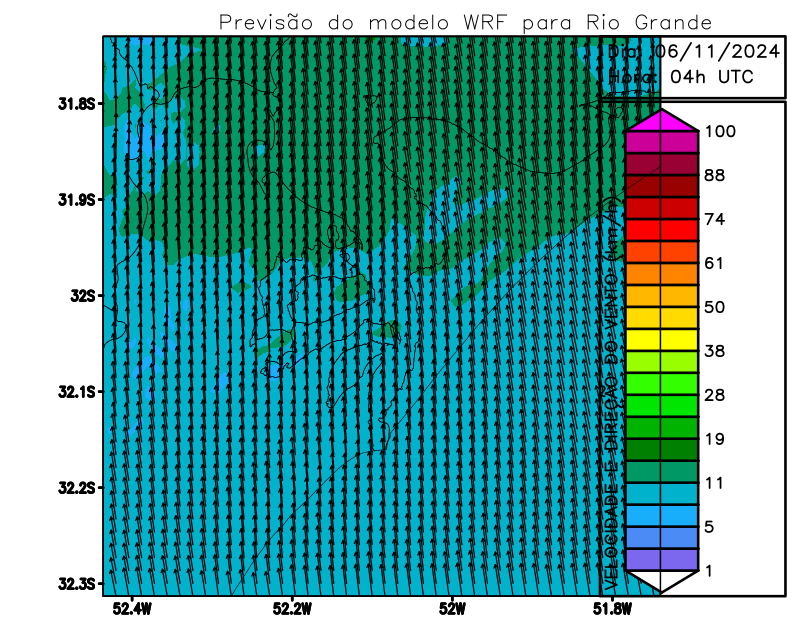 Previsão do modelo WRF para Rio Grande
Dia: 06/11/2024
Hora: 04h UTC
31.8S
31.9S
32S
32.1S
32.2S
32.3S
52.4W
52.2W
52W
51.8W
VELOCIDADE E DIREÇÃO DO VENTO (km/h)
100
88
74
61
50
38
28
19
11
5
1